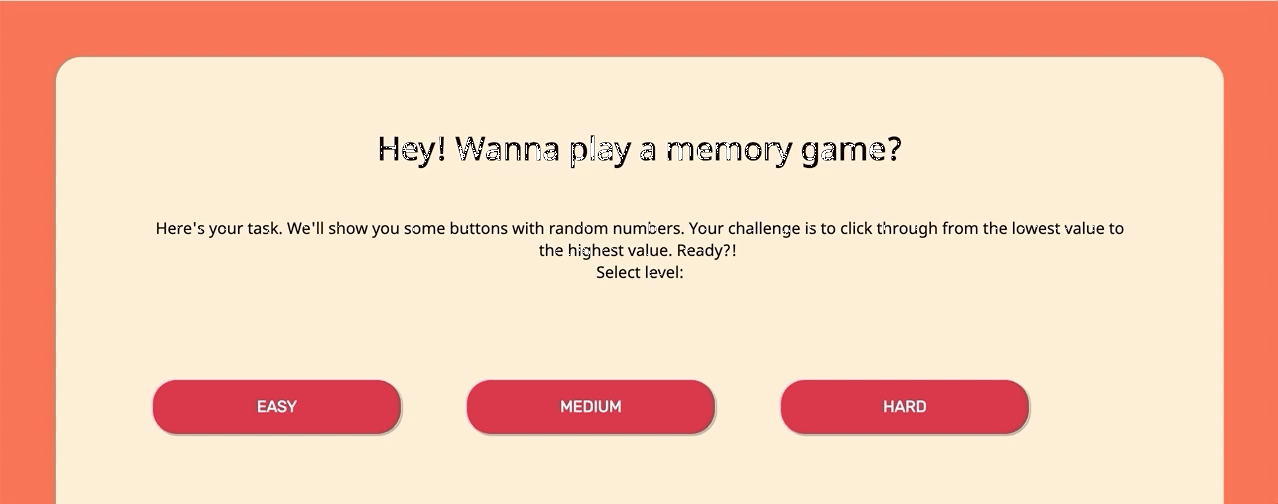 Hey! Wanna play a memory game?
Here's your task. We'll show you some buttons with random numbers. Your challenge is to click through from the lowest value to
the highest value. Ready?!
Select level:
EASY
MEDIUM
HARD